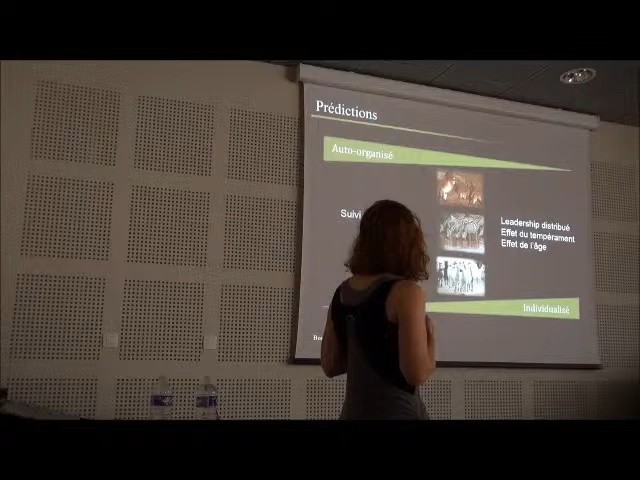 Prédictions
Auto-organisé
Suivi
Leadership distribué
Effet du tempérament
Effet de l'âge
Individualisé